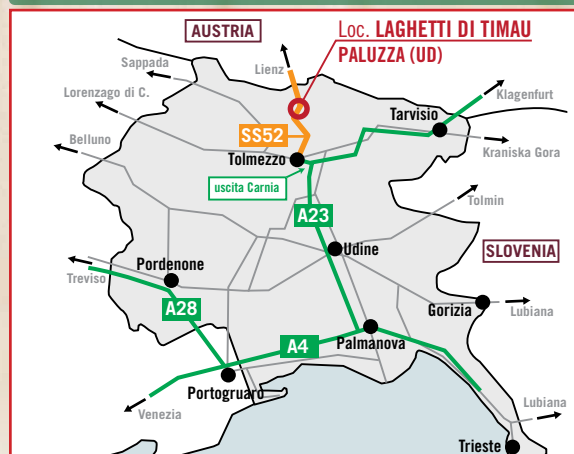 AUSTRIA
Loc. LAGHETTI DI TIMAU
PALUZZA (UD)
Sappada
Lienz
Lorenzago di C.
Klagenfurt
Tarvisio
Belluno
SS52
Kraniska Gora
Tolmezzo
uscita Carnia
Tolmin
A23
Udine
SLOVENIA
Pordenone
Treviso
Gorizia
Lubiana
A28
A4
Palmanova
Portogruaro
Venezia
Lubiana
Trieste